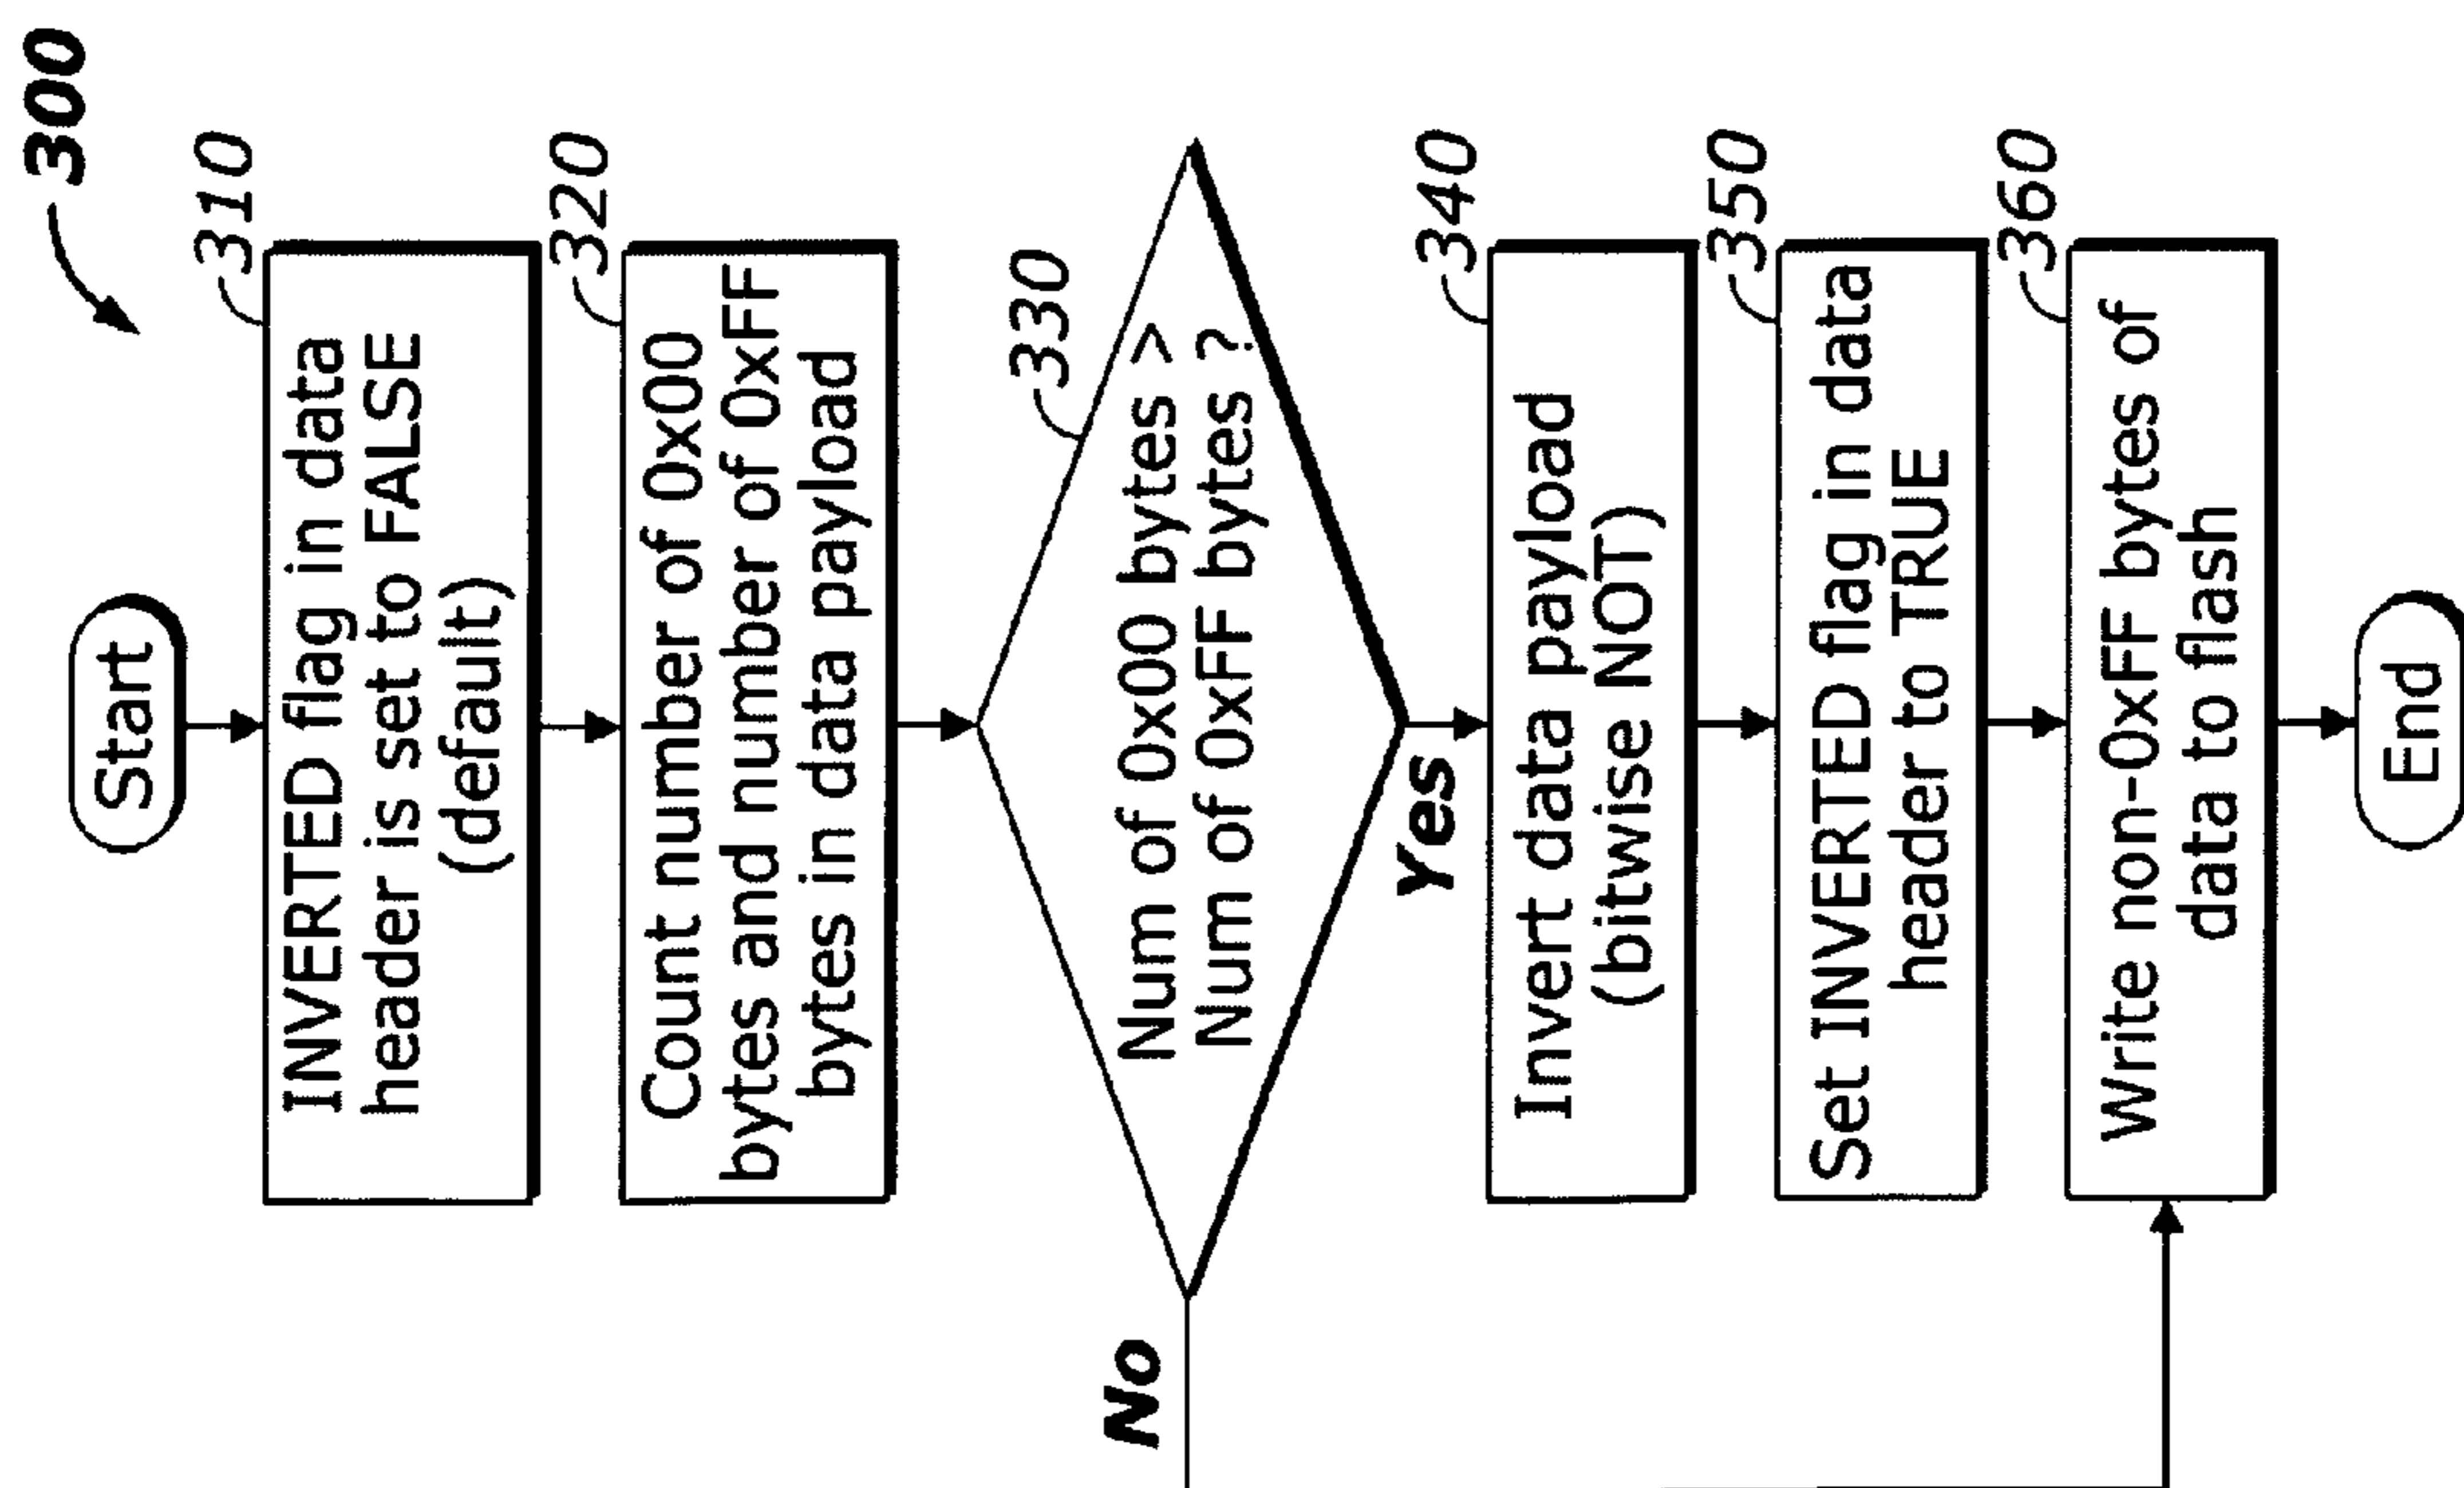 300
Start
310
INVERTED flag in data
header is set to FALSE
(default)
320
Count number of 0x00
bytes and number of 0xFF
bytes in data payload
330
Num of 0x00 bytes >
Num of 0xFF bytes ?
No
Yes
340
Invert data payload
(bitwise NOT)
350
Set INVERTED flag in data
header to TRUE
360
Write non-0xFF bytes of
data to flash
End